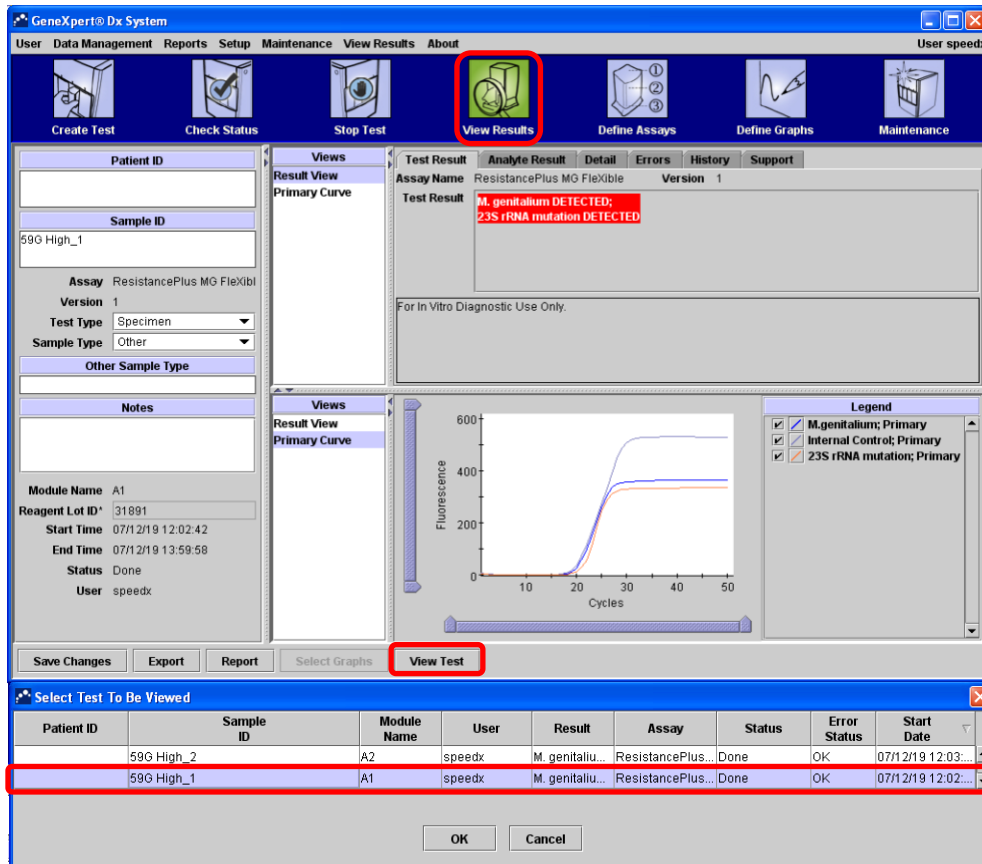 GeneXpert® Dx System
User Data Management Reports Setup Maintenance View Results About User speedx
Create Test Check Status Stop Test View Results Define Assays Define Graphs Maintenance
① ② ③
Patient ID
Sample ID
59G High_1
Assay ResistancePlus MG FleXibl
Version 1
Test Type Specimen
Sample Type Other
Other Sample Type
Notes
Module Name A1
Reagent Lot ID* 31891
Start Time 07/12/19 12:02:42
End Time 07/12/19 13:59:58
Status Done
User speedx
Views
Result View
Primary Curve
Test Result Analyte Result Detail Errors History Support
Assay Name ResistancePlus MG FleXible Version 1
Test Result M. genitalium DETECTED;
23S rRNA mutation DETECTED
For In Vitro Diagnostic Use Only.
Views
Result View
Primary Curve
600
400
200
0
Fluorescence
10 20 30 40 50
Cycles
Legend
M.genitalium; Primary
Internal Control; Primary
23S rRNA mutation; Primary
Save Changes Export Report Select Graphs View Test
Select Test To Be Viewed
Patient ID Sample ID Module Name User Result Assay Status Error Status Start Date
59G High_2 A2 speedx M. genitaliu... ResistancePlus... Done OK 07/12/19 12:03:...
59G High_1 A1 speedx M. genitaliu... ResistancePlus... Done OK 07/12/19 12:02:...
OK Cancel